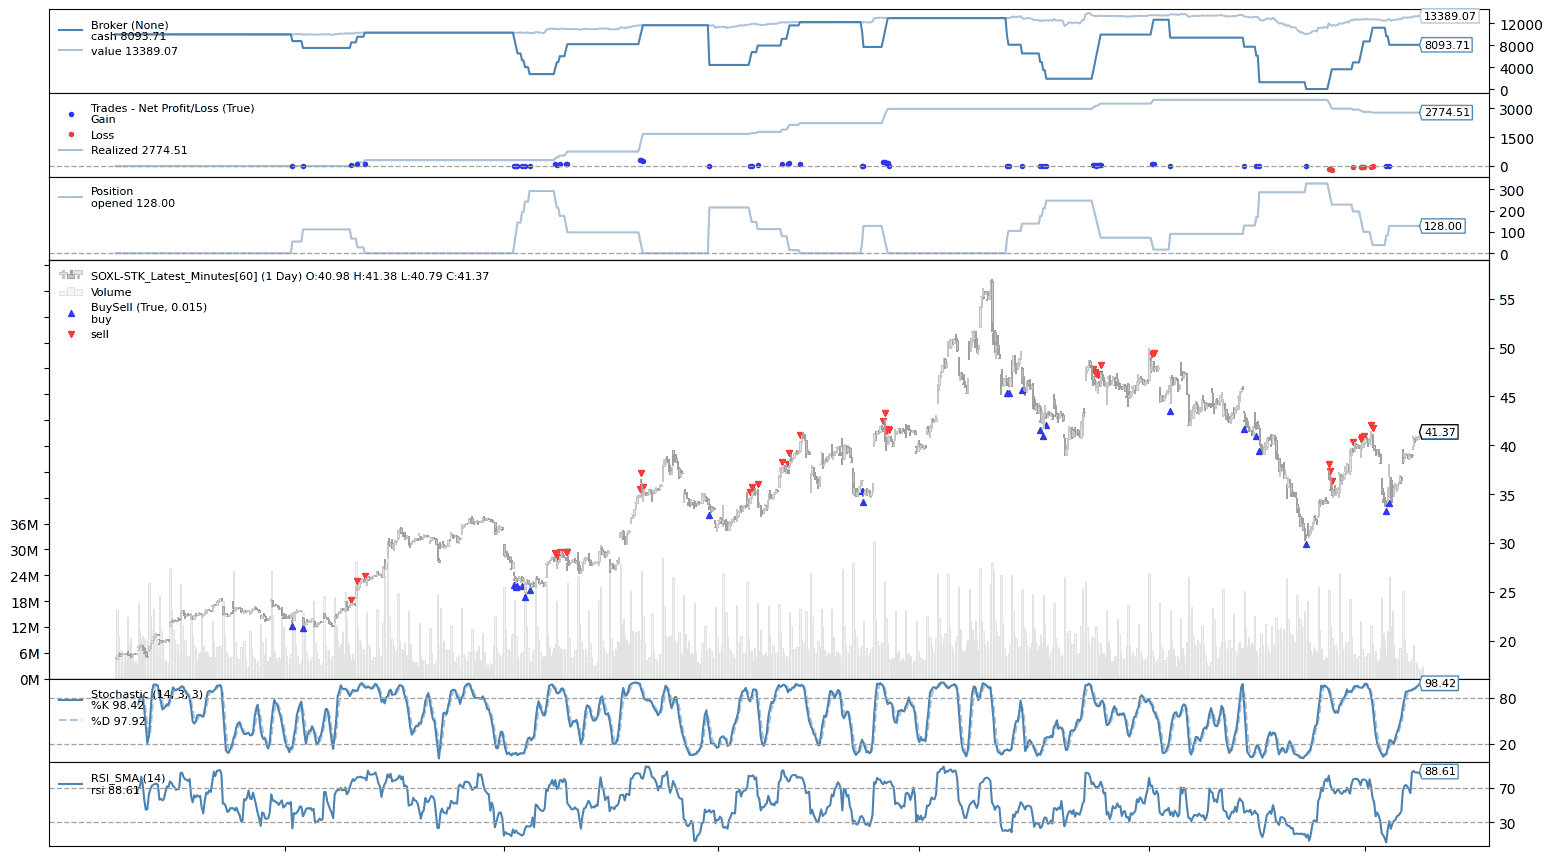 Broker (None)
cash 8093.71
value 13389.07
13389.07
12000
8093.71
8000
4000
0
Trades - Net Profit/Loss (True)
Gain
Loss
Realized 2774.51
3000
2774.51
1500
0
Position
opened 128.00
300
200
128.00
100
0
SOXL-STK_Latest_Minutes[60] (1 Day) O:40.98 H:41.38 L:40.79 C:41.37
Volume
BuySell (True, 0.015)
buy
sell
55
50
45
41.37
40
35
30
25
20
36M
30M
24M
18M
12M
6M
0M
Stochastic (14, 3, 3)
%K 98.42
%D 97.92
98.42
80
20
RSI_SMA (14)
rsi 88.61
88.61
70
30